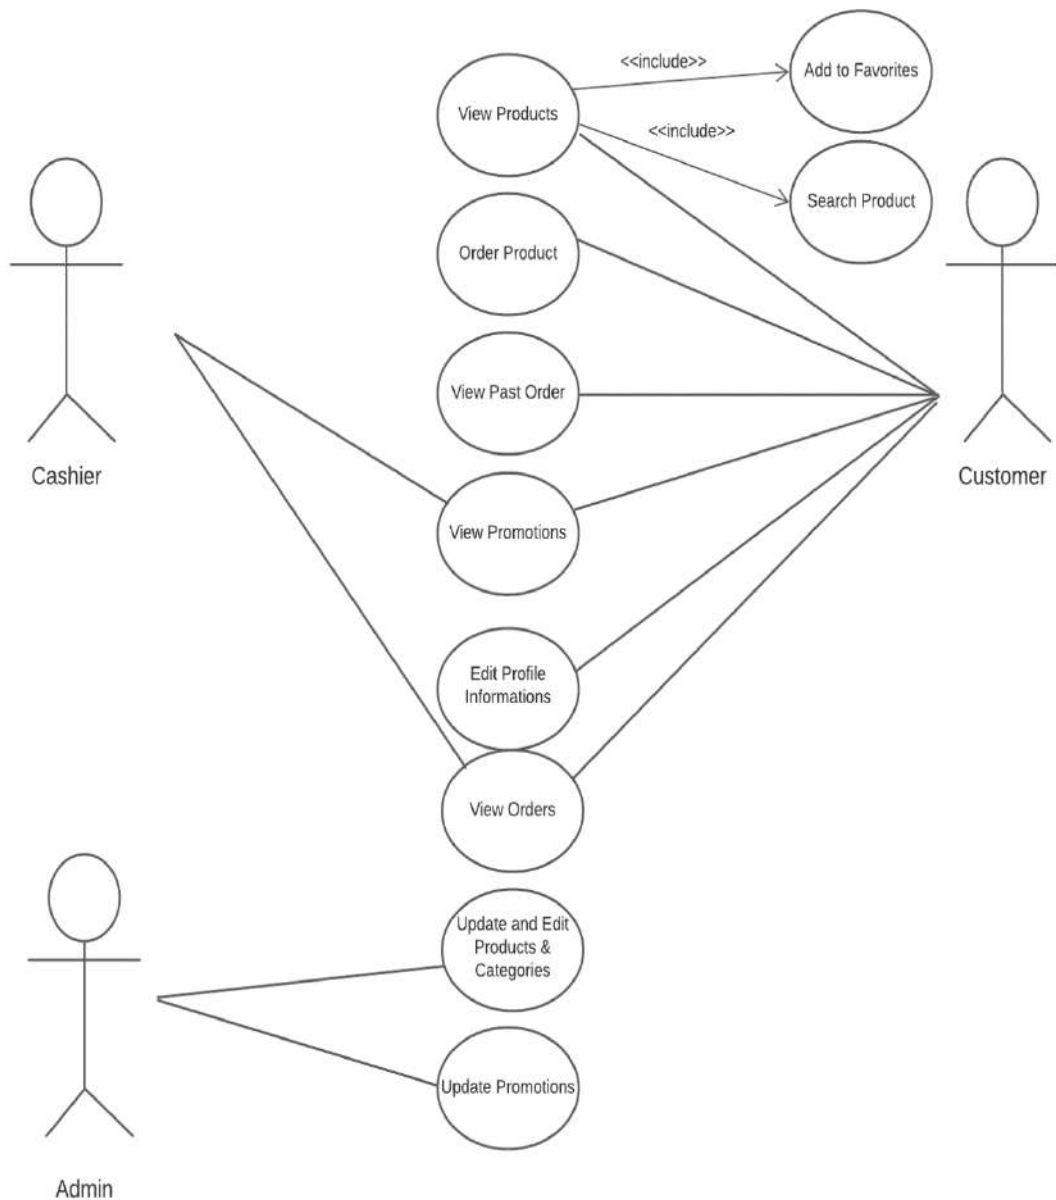 <<include>>
Add to Favorites
View Products
<<include>>
Search Product
Order Product
View Past Order
Cashier
Customer
View Promotions
Edit Profile
Informations
View Orders
Update and Edit
Products &
Categories
Update Promotions
Admin